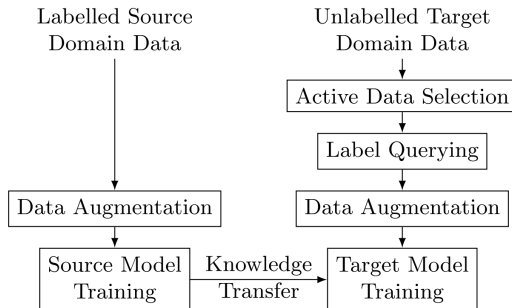 Labelled Source
Domain Data
Unlabelled Target
Domain Data
Active Data Selection
Label Querying
Data Augmentation
Data Augmentation
Source Model
Training
Knowledge
Transfer
Target Model
Training